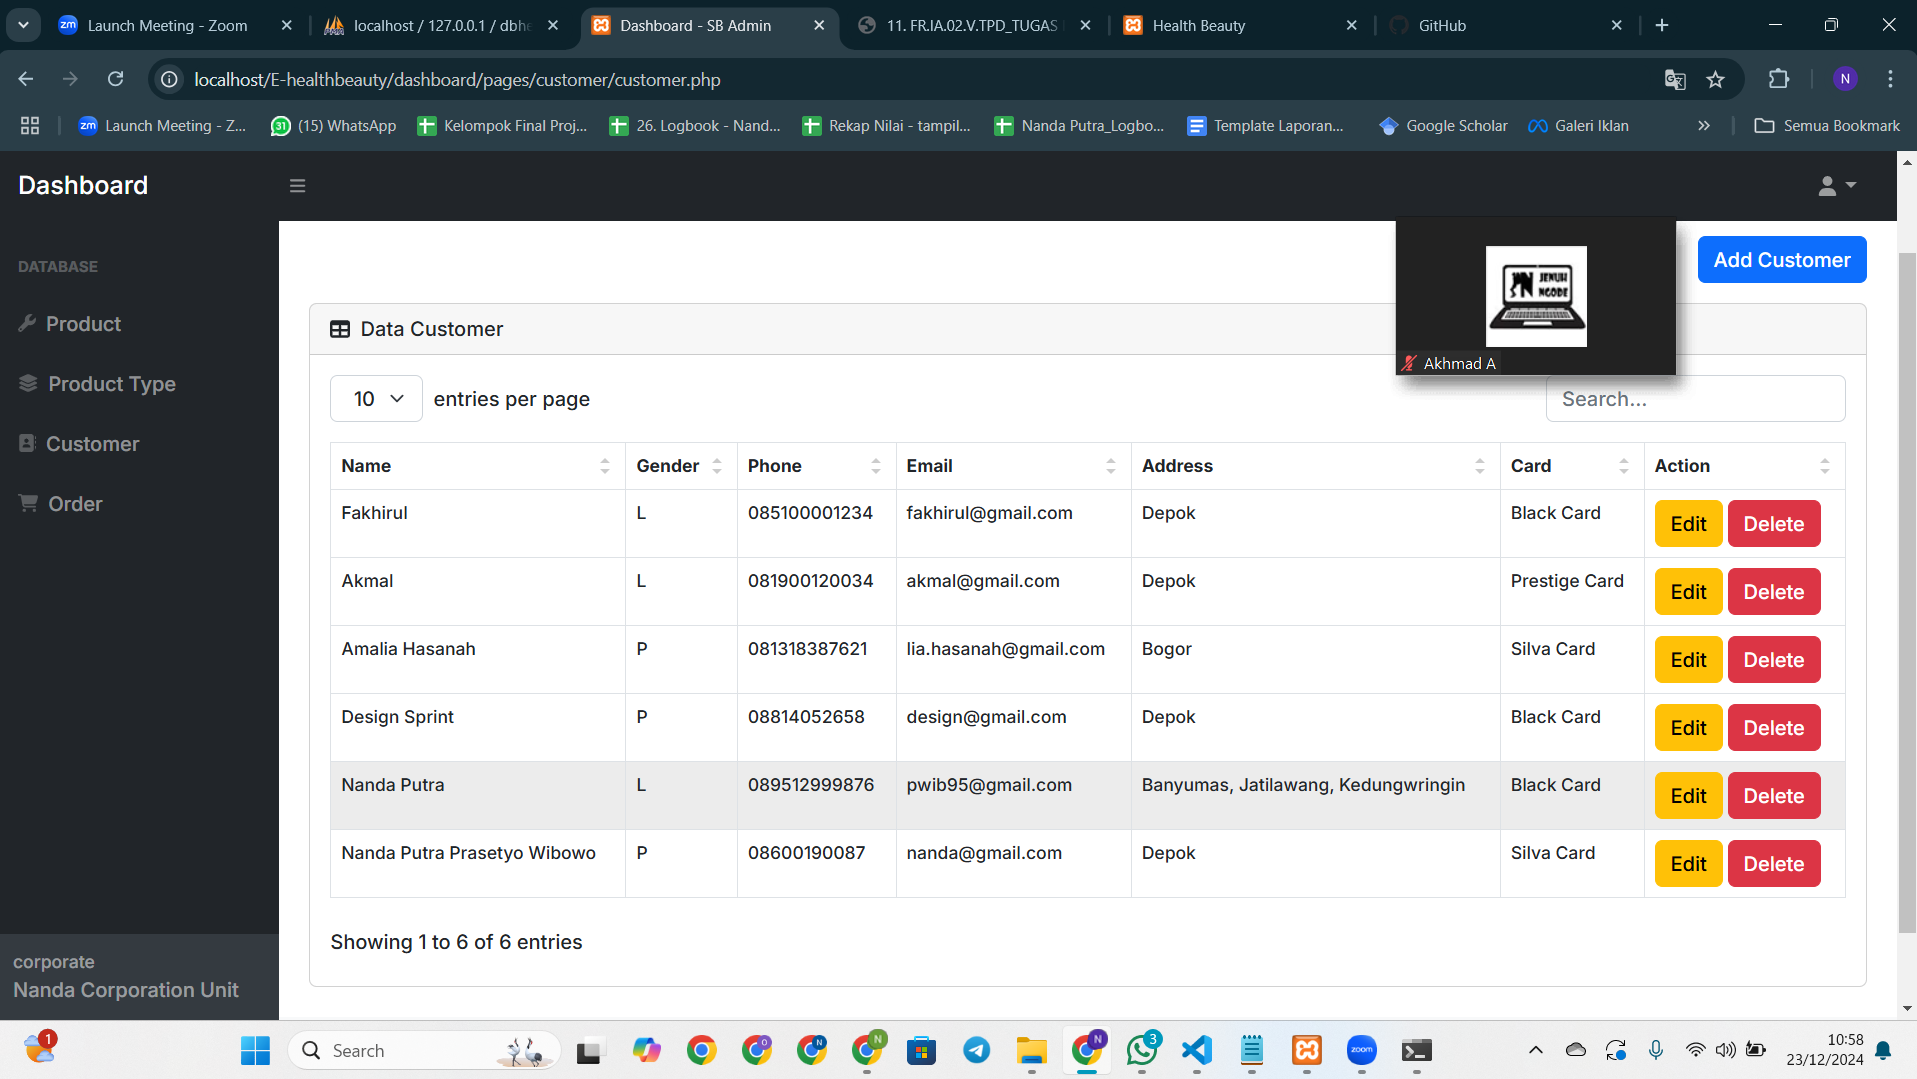 Launch Meeting - Zoom
localhost / 127.0.0.1 / dbhe
Dashboard - SB Admin
11. FR.IA.02.V.TPD_TUGAS
Health Beauty
GitHub
localhost/E-healthbeauty/dashboard/pages/customer/customer.php
N
zm Launch Meeting - Z...
31 (15) WhatsApp
Kelompok Final Proj...
26. Logbook - Nand...
Rekap Nilai - tampil...
Nanda Putra_Logbo...
Template Laporan...
Google Scholar
Galeri Iklan
Semua Bookmark
Dashboard
DATABASE
Product
Product Type
Customer
Order
corporate
Nanda Corporation Unit
JENUH
NGODE
Akhmad A
Add Customer
Data Customer
10 entries per page
Search...
Name Gender Phone Email Address Card Action
Fakhirul L 085100001234 fakhirul@gmail.com Depok Black Card Edit Delete
Akmal L 081900120034 akmal@gmail.com Depok Prestige Card Edit Delete
Amalia Hasanah P 081318387621 lia.hasanah@gmail.com Bogor Silva Card Edit Delete
Design Sprint P 08814052658 design@gmail.com Depok Black Card Edit Delete
Nanda Putra L 089512999876 pwib95@gmail.com Banyumas, Jatilawang, Kedungwringin Black Card Edit Delete
Nanda Putra Prasetyo Wibowo P 08600190087 nanda@gmail.com Depok Silva Card Edit Delete
Showing 1 to 6 of 6 entries
1
Search
3
zoom
10:58
23/12/2024